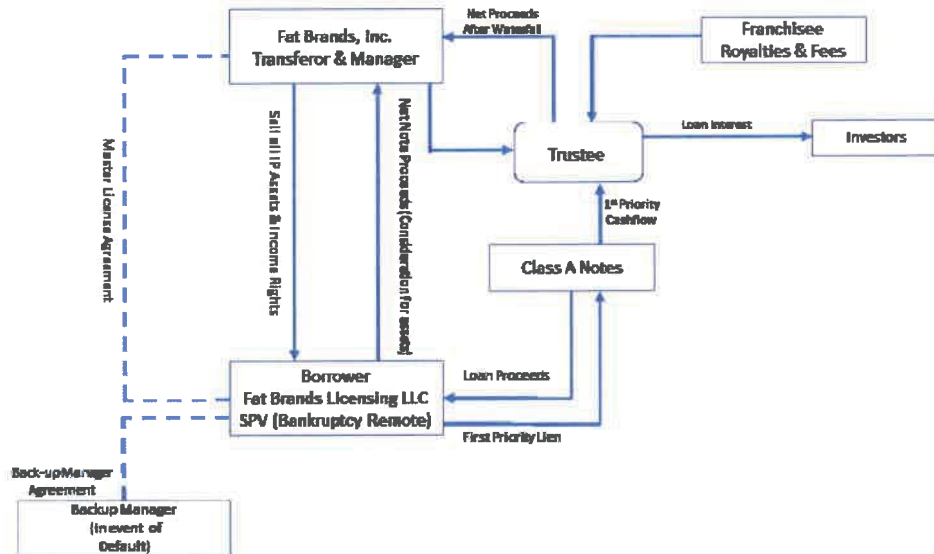 Net Proceeds
After Waterfall
Fat Brands, Inc.
Transferor & Manager
Franchisee
Royalties & Fees
Sell all IP Assets & Income Rights
Net Note Proceeds (Consideration for assets)
Master License Agreement
Trustee
Loan Interest
Investors
1st Priority
Cashflow
Class A Notes
Borrower
Fat Brands Licensing LLC
SPV (Bankruptcy Remote)
Loan Proceeds
First Priority Lien
Back-up Manager
Agreement
Backup Manager
(In event of
Default)